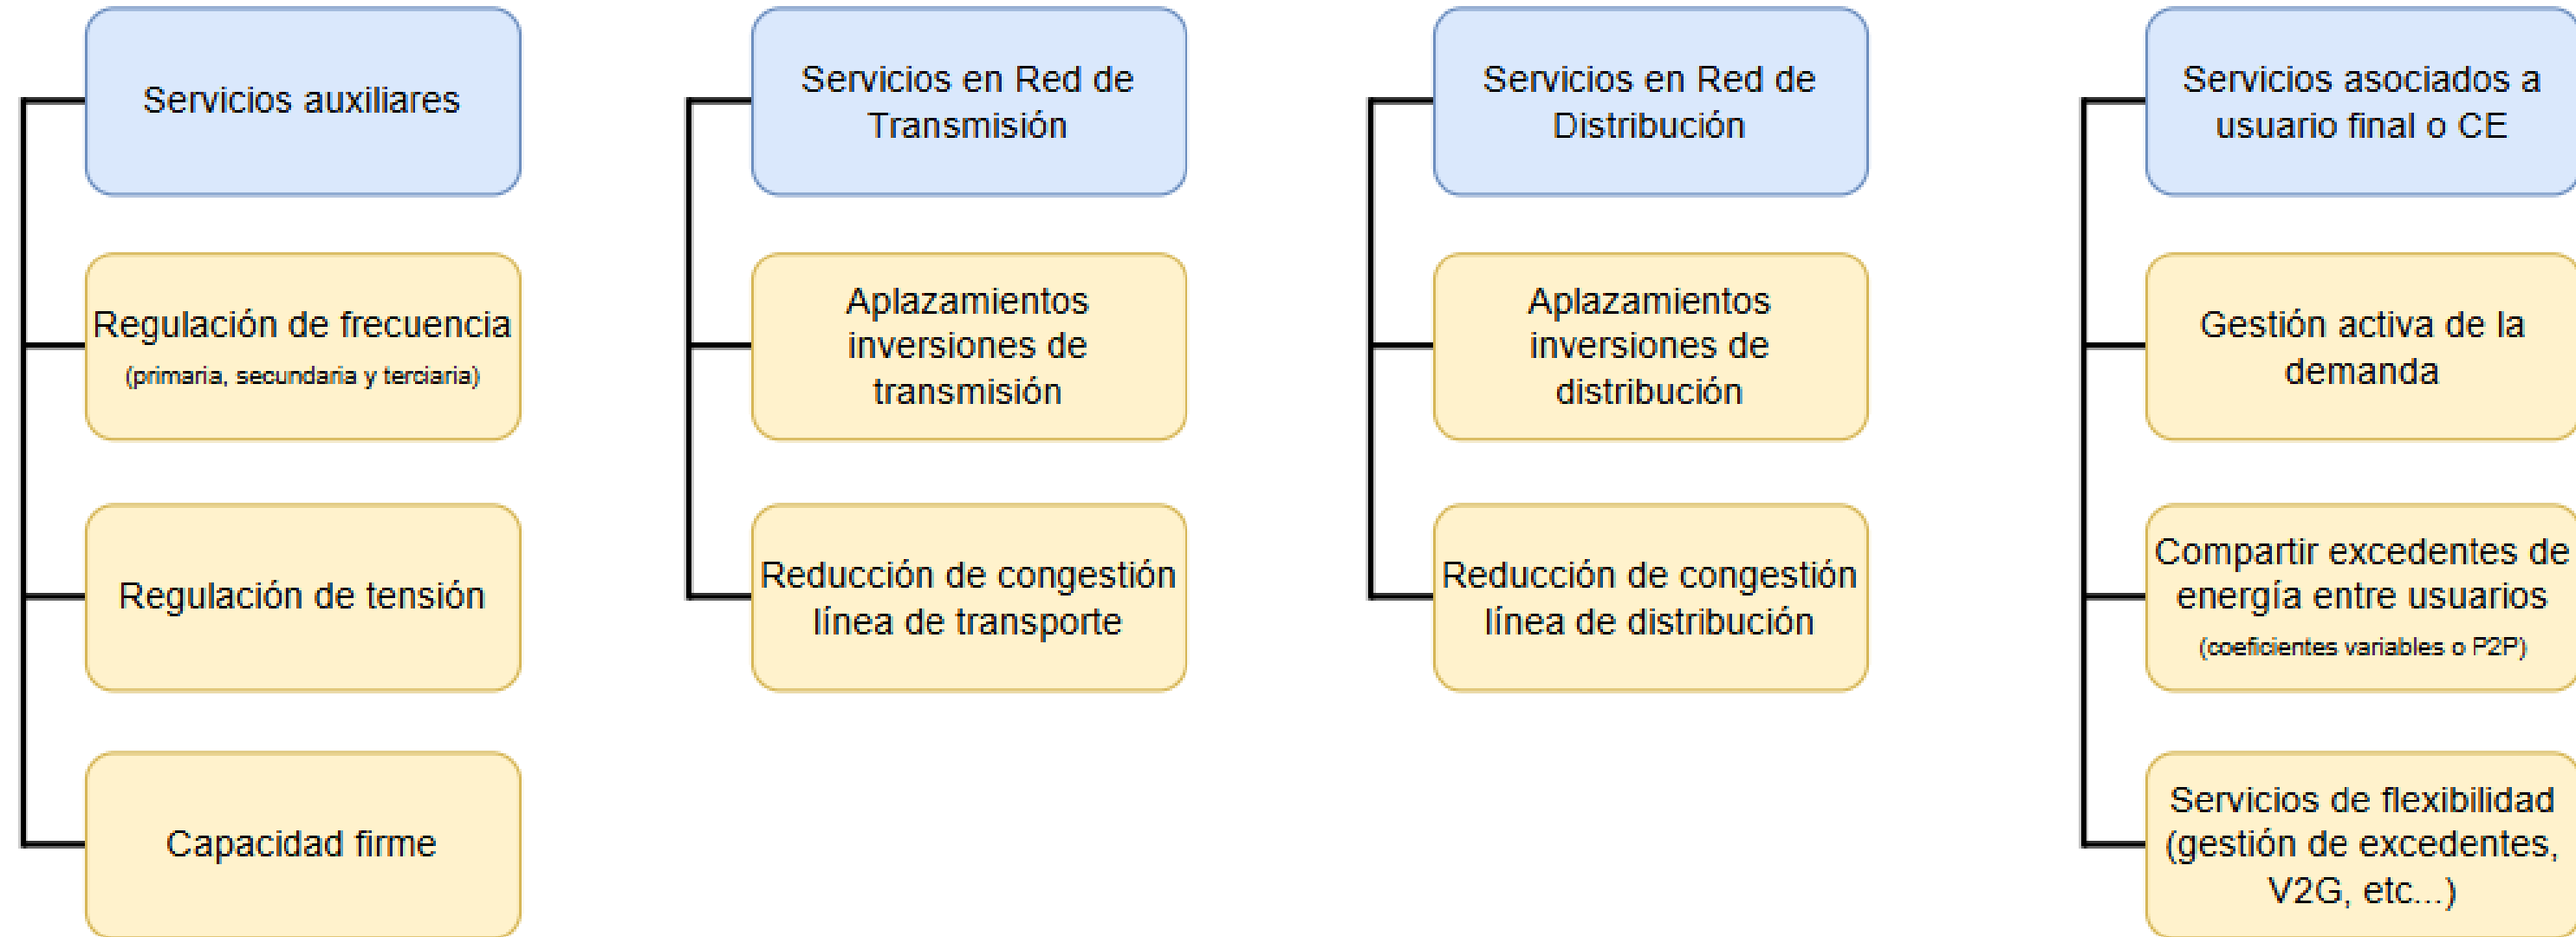 Servicios auxiliares
Regulación de frecuencia
(primaria, secundaria y terciaria)
Regulación de tensión
Capacidad firme
Servicios en Red de
Transmisión
Aplazamientos
inversiones de
transmisión
Reducción de congestión
línea de transporte
Servicios en Red de
Distribución
Aplazamientos
inversiones de
distribución
Reducción de congestión
línea de distribución
Servicios asociados a
usuario final o CE
Gestión activa de la
demanda
Compartir excedentes de
energía entre usuarios
(coeficientes variables o P2P)
Servicios de flexibilidad
(gestión de excedentes,
V2G, etc...)